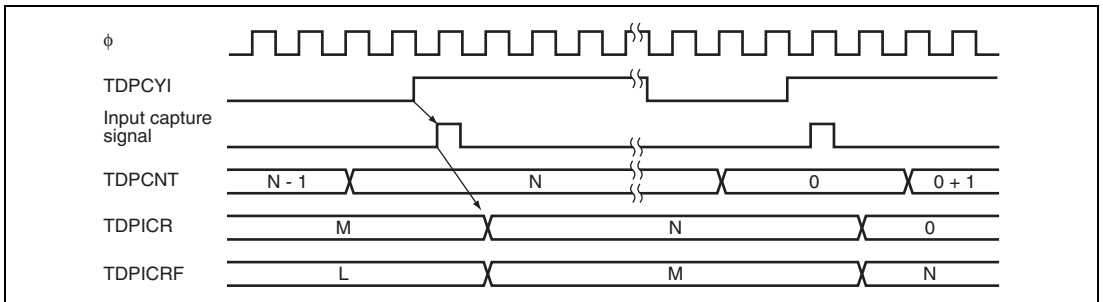 φ
TDPCYI
Input capture
signal
TDPCNT N - 1 N 0 0 + 1
TDPICR M N 0
TDPICRF L M N